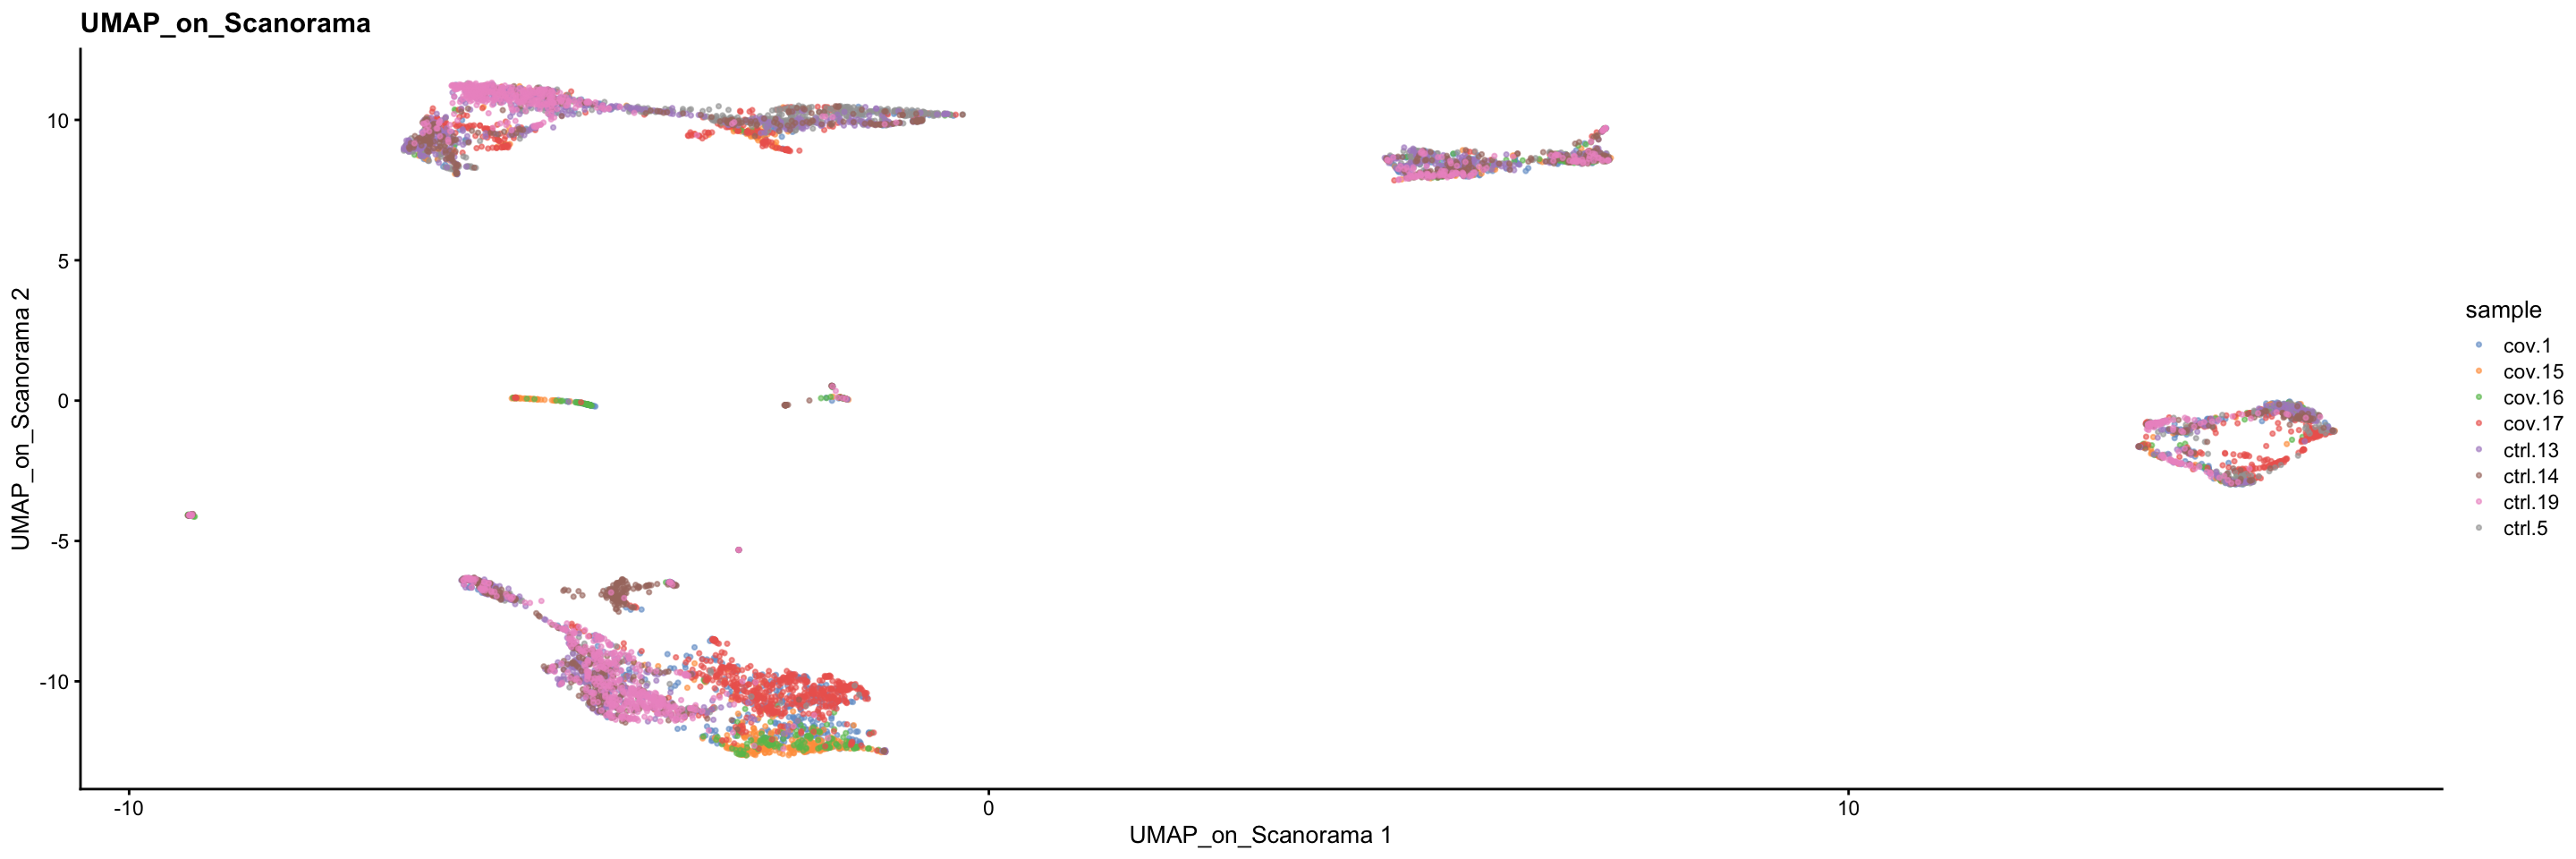 UMAP_on_Scanorama
10
5
0
-5
-10
UMAP_on_Scanorama 2
-10
0
10
UMAP_on_Scanorama 1
sample
cov.1
cov.15
cov.16
cov.17
ctrl.13
ctrl.14
ctrl.19
ctrl.5